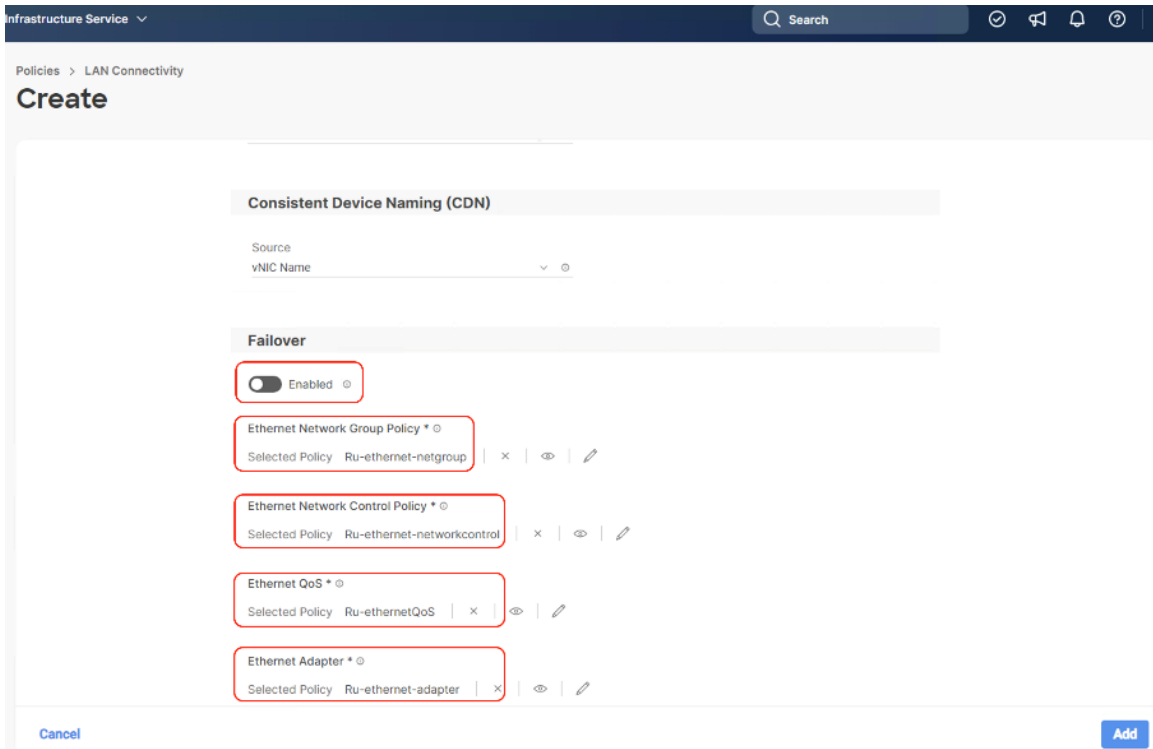 Infrastructure Service
Search
Policies > LAN Connectivity
Create
Consistent Device Naming (CDN)
Source
vNIC Name
Failover
Enabled
Ethernet Network Group Policy *
Selected Policy Ru-ethernet-netgroup
Ethernet Network Control Policy *
Selected Policy Ru-ethernet-networkcontrol
Ethernet QoS *
Selected Policy Ru-ethernetQoS
Ethernet Adapter *
Selected Policy Ru-ethernet-adapter
Cancel
Add